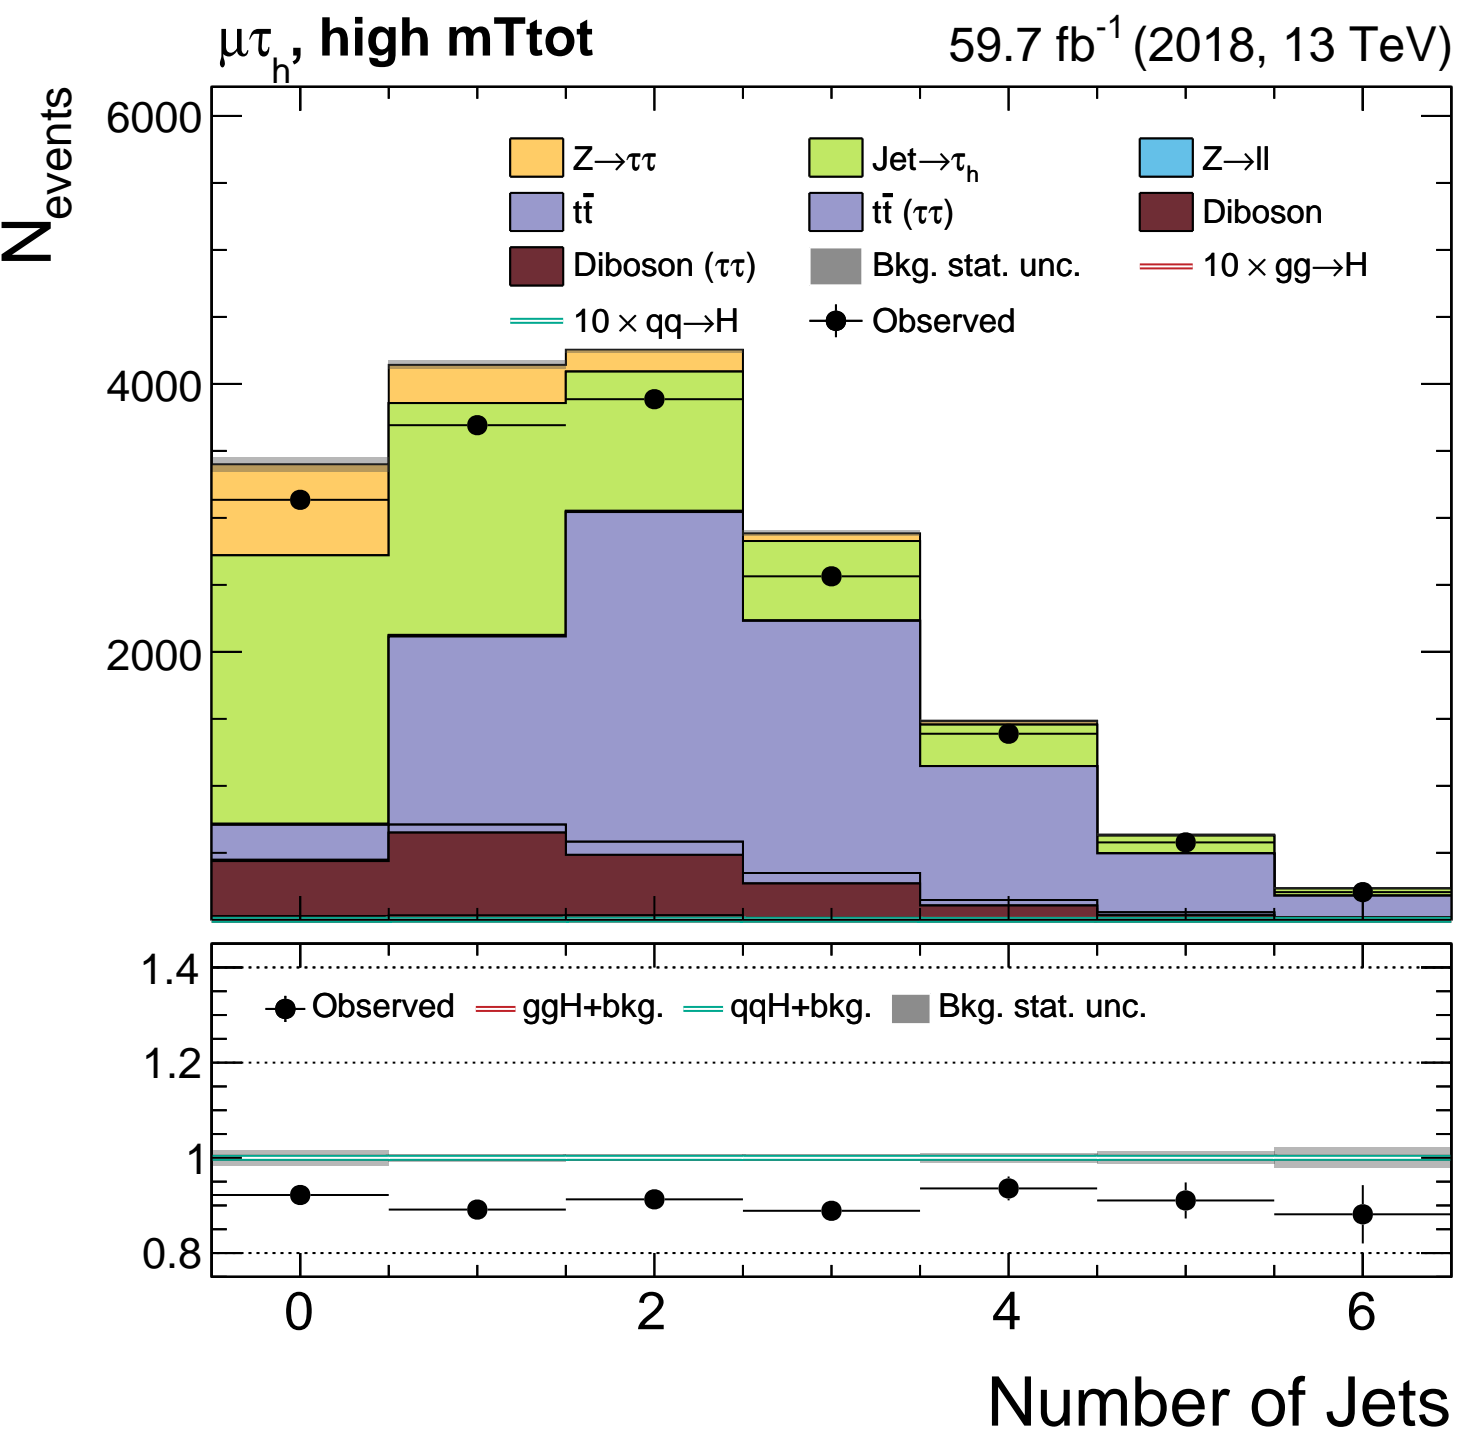 μτh, high mTtot 59.7 fb-1 (2018, 13 TeV)
Nevents
6000
4000
2000
Z→ττ Jet→τh Z→ll
tt̄ tt̄ (ττ) Diboson
Diboson (ττ) Bkg. stat. unc. 10 × gg→H
10 × qq→H Observed
1.4
1.2
1
0.8
Observed ggH+bkg. qqH+bkg. Bkg. stat. unc.
0 2 4 6
Number of Jets